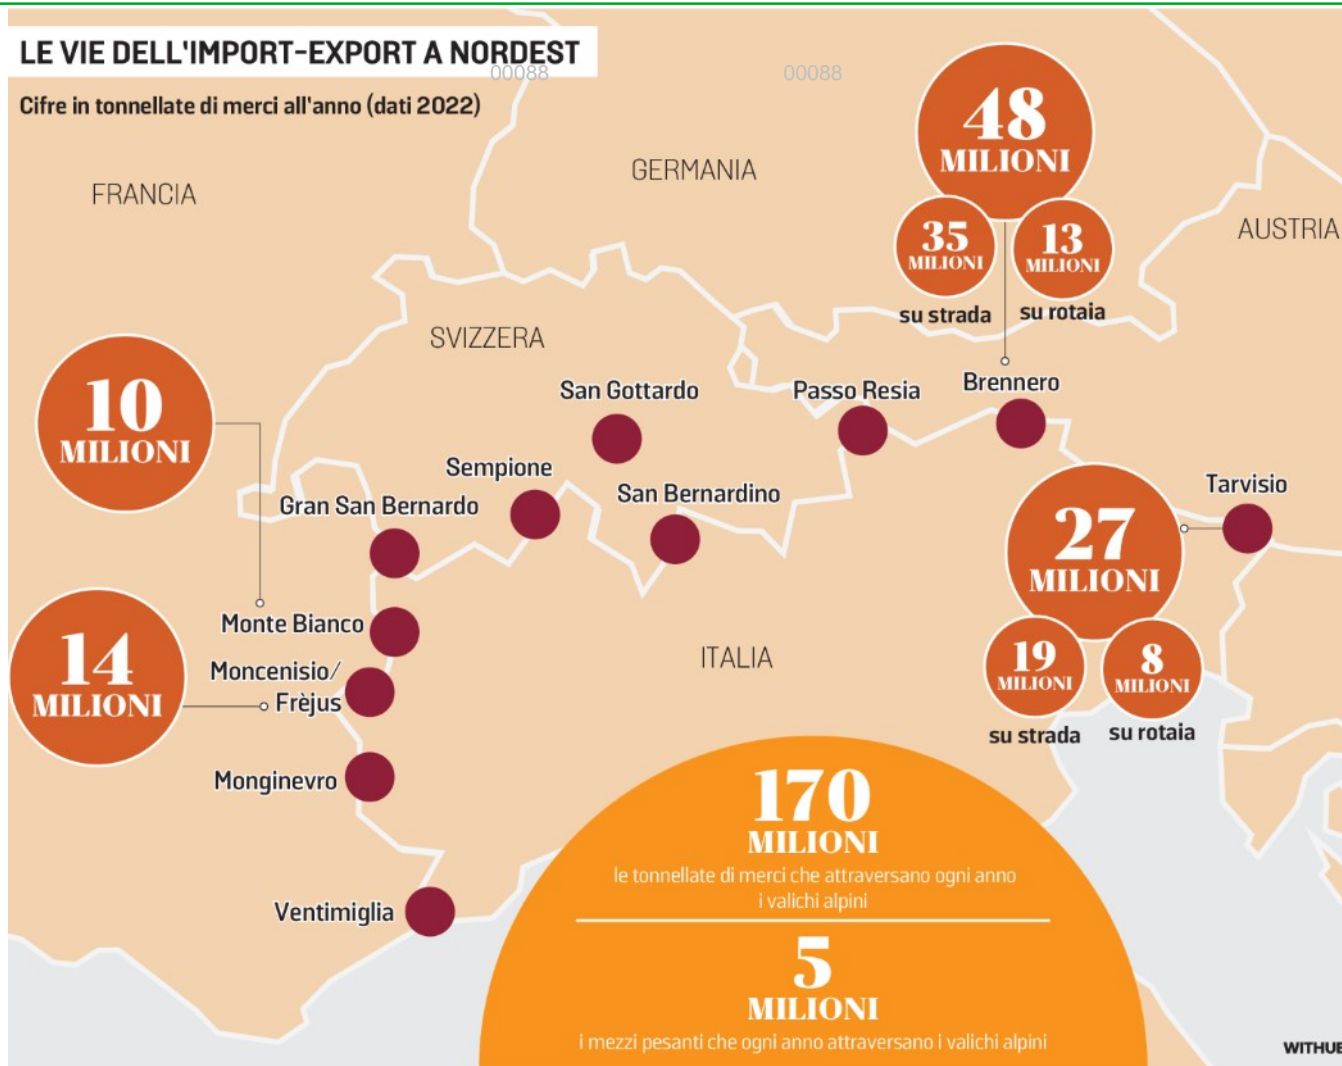 LE VIE DELL'IMPORT-EXPORT A NORDEST
00088
00088
Cifre in tonnellate di merci all'anno (dati 2022)
FRANCIA
GERMANIA
AUSTRIA
SVIZZERA
ITALIA
48
MILIONI
35
MILIONI
su strada
13
MILIONI
su rotaia
Brennero
Passo Resia
San Gottardo
San Bernardino
Sempione
Gran San Bernardo
10
MILIONI
Monte Bianco
14
MILIONI
Moncenisio/
Frèjus
Monginevro
Ventimiglia
Tarvisio
27
MILIONI
19
MILIONI
su strada
8
MILIONI
su rotaia
170
MILIONI
le tonnellate di merci che attraversano ogni anno
i valichi alpini
5
MILIONI
i mezzi pesanti che ogni anno attraversano i valichi alpini